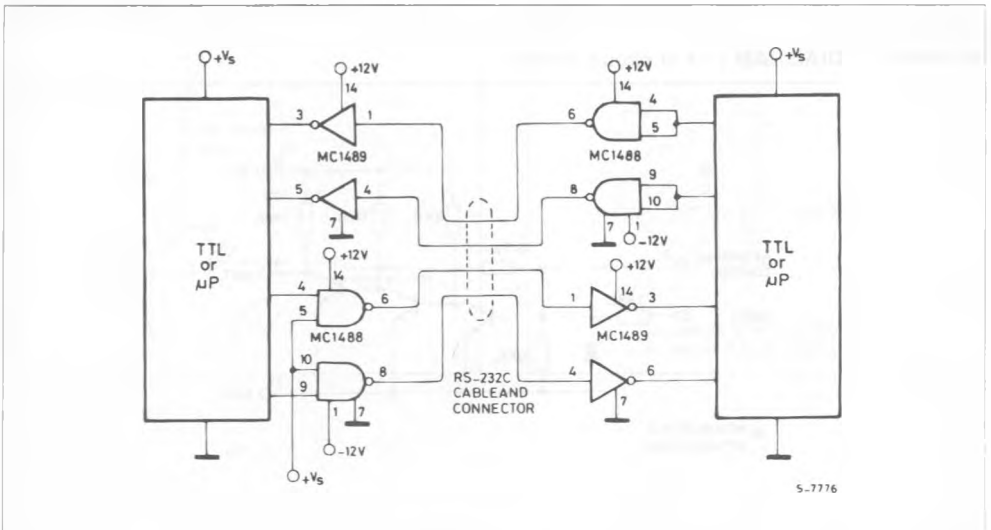 +Vs
+12V
14
3
1
MC1489
5
4
7
TTL
or
µP
+12V
14
4
6
5
MC1488
10
8
9
1
7
-12V
+Vs
RS-232C
CABLEAND
CONNECTOR
+12V
14
6
4
5
MC1488
9
8
10
7
1
-12V
+12V
14
1
3
MC1489
4
6
7
+Vs
TTL
or
µP
S-7776